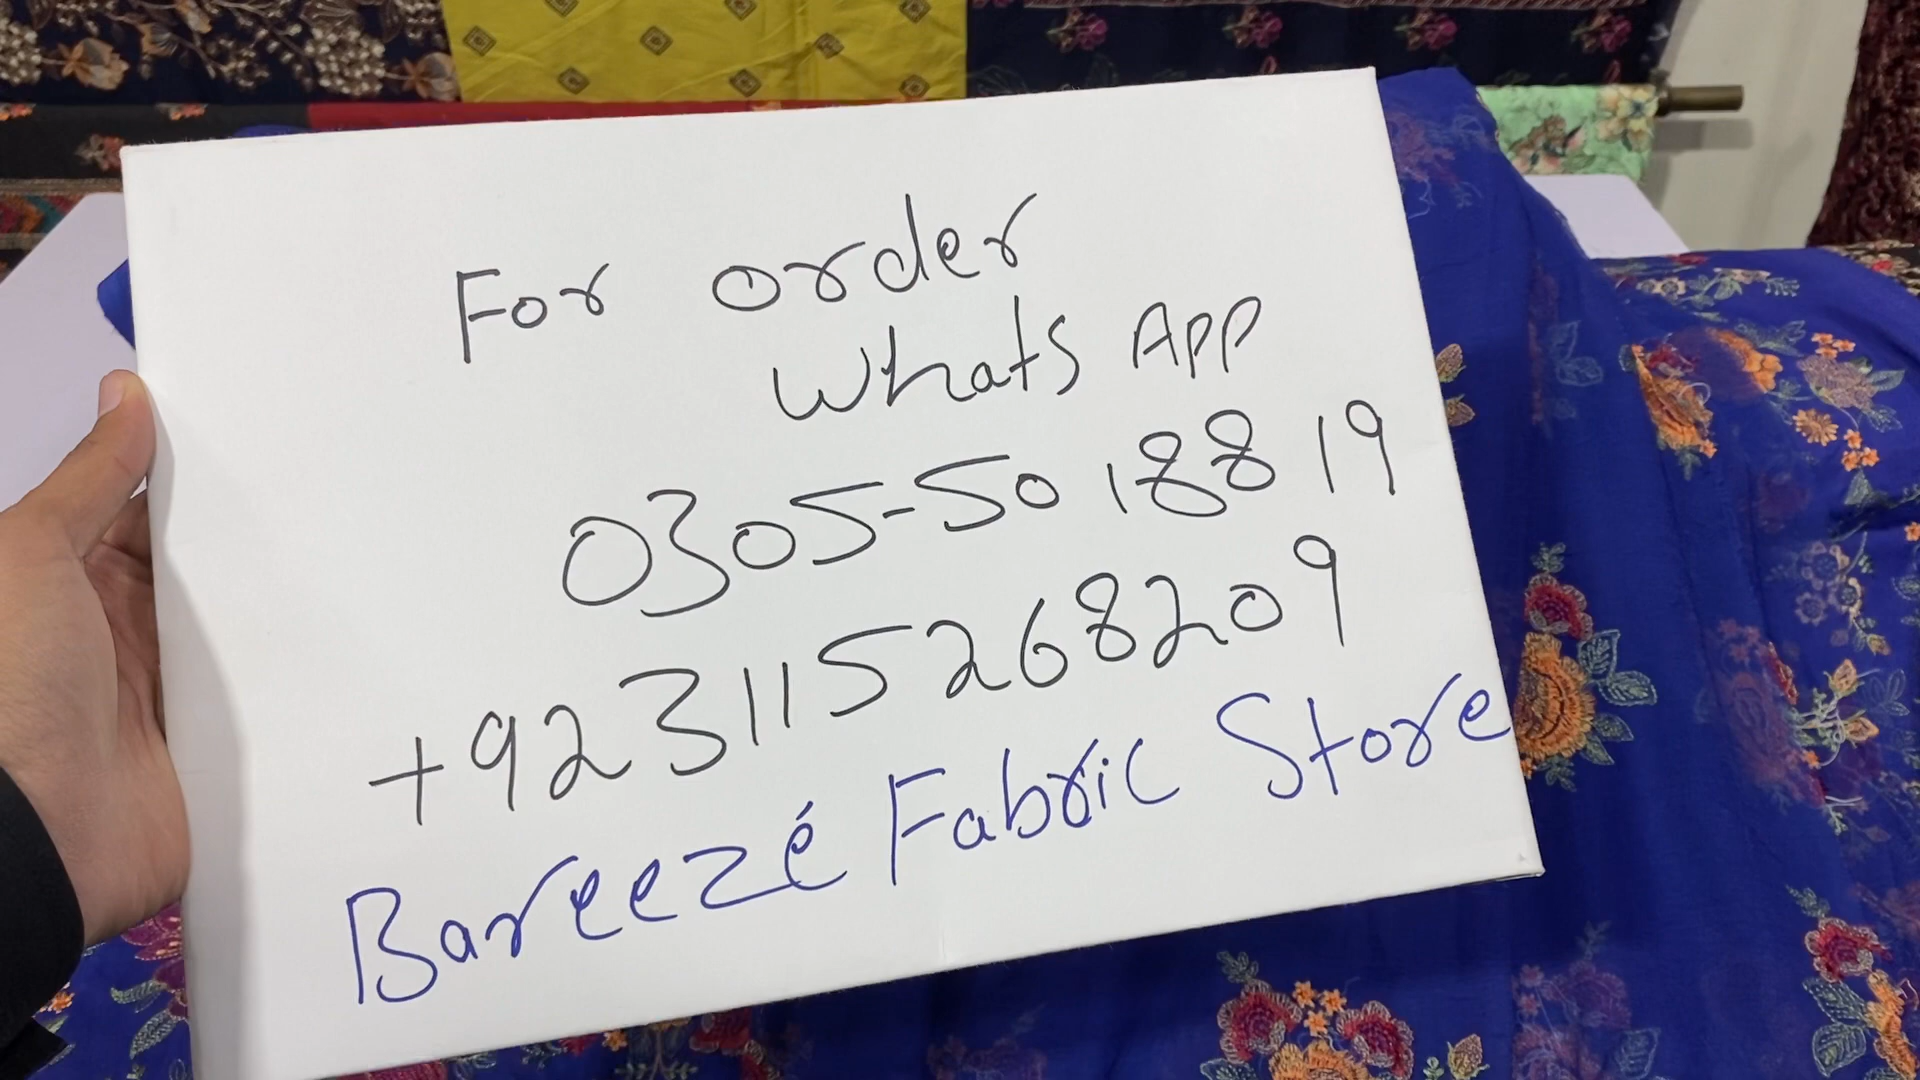 For order
Whats App
0305-5018819
+923115268209
Bareezé Fabric Store